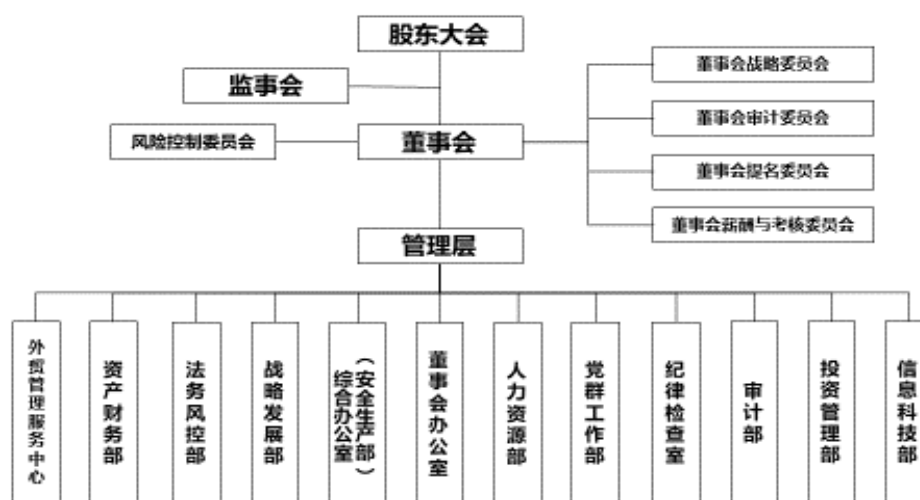 股东大会
监事会
董事会战略委员会
董事会审计委员会
风险控制委员会
董事会
董事会提名委员会
董事会薪酬与考核委员会
管理层
外贸管理服务中心
资产财务部
法务风控部
战略发展部
综合办公室
（安全生产部）
董事会办公室
人力资源部
党群工作部
纪律检查室
审计部
投资管理部
信息科技部